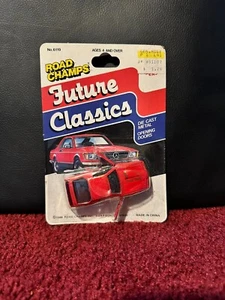 No. 6170
AGES 4 AND OVER
ROAD
CHAMPS
Future
Classics
DIE CAST
METAL
OPENING
DOORS
MADE IN CHINA